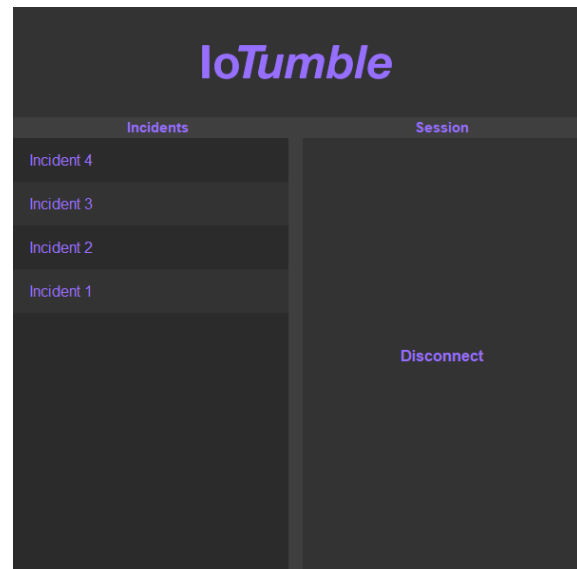 IoTumble
Incidents
Session
Incident 4
Incident 3
Incident 2
Incident 1
Disconnect